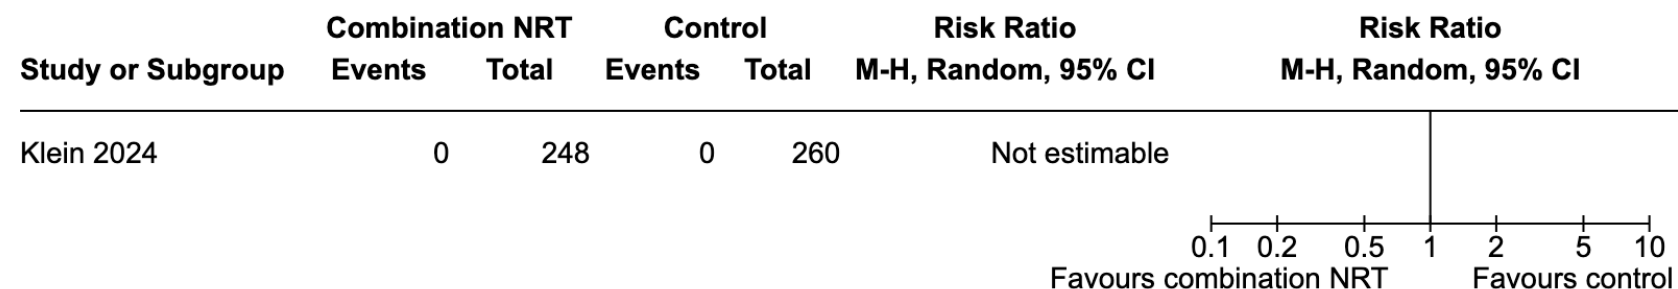 Combination NRT Control Risk Ratio Risk Ratio
Study or Subgroup Events Total Events Total M-H, Random, 95% CI M-H, Random, 95% CI
Klein 2024 0 248 0 260 Not estimable
0.1 0.2 0.5 1 2 5 10
Favours combination NRT Favours control